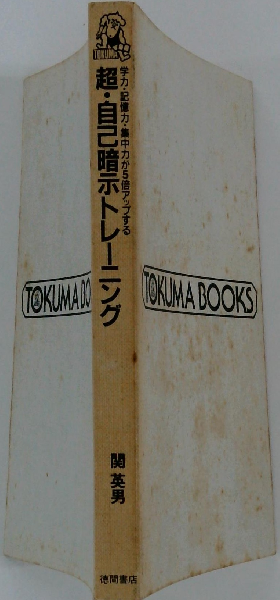 TOKUMA
学力・記憶力・集中力が5倍アップする
超・自己暗示トレーニング
関 英男
徳間書店
TOKUMA BO
TOKUMA BOOKS